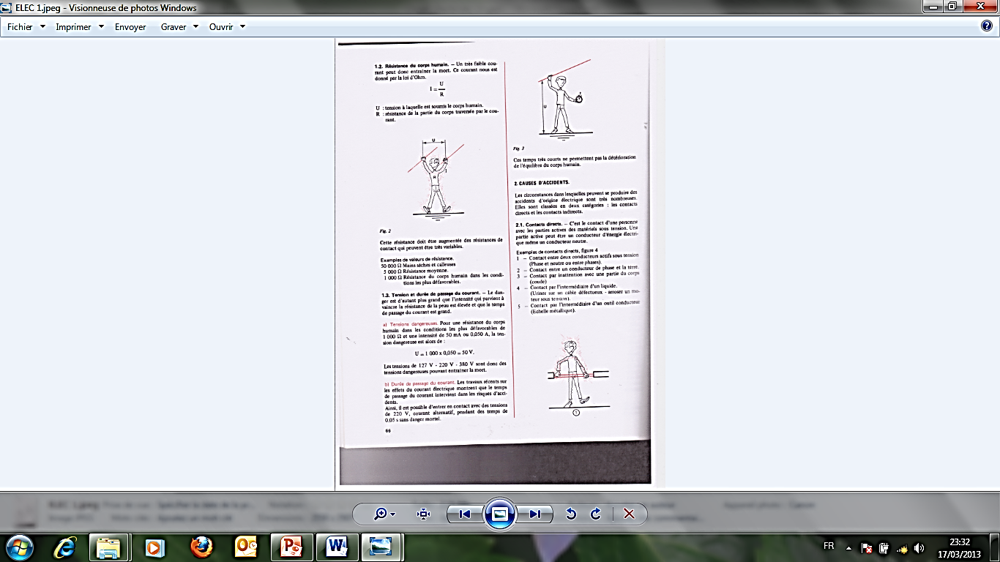 ELEC 1.jpeg - Visionneuse de photos Windows
Fichier Imprimer Envoyer Graver Ouvrir
1.2. Résistance du corps humain. — Un très faible cou-
rant peut donc entraîner la mort. Ce courant nous est
donné par la loi d'Ohm.
I = U
R
U : tension à laquelle est soumis le corps humain.
R : résistance de la partie du corps traversée par le cou-
rant.
U
R
I
Fig. 2
Cette résistance doit être augmentée des résistances de
contact qui peuvent être très variables.
Exemples de valeurs de résistance.
50 000 Ω Mains sèches et calleuses
5 000 Ω Résistance moyenne.
1 000 Ω Résistance du corps humain dans les condi-
tions les plus défavorables.
1.3. Tension et durée de passage du courant. — Le dan-
ger est d'autant plus grand que l'intensité qui parvient à
vaincre la résistance de la peau est élevée et que le temps
de passage du courant est grand.
a) Tensions dangereuses. Pour une résistance du corps
humain dans les conditions les plus défavorables de
1 000 Ω et une intensité de 50 mA ou 0,050 A, la ten-
sion dangereuse est alors de :
U = 1 000 x 0,050 = 50 V.
Les tensions de 127 V - 220 V - 380 V sont donc des
tensions dangereuses pouvant entraîner la mort.
b) Durée de passage du courant. Les travaux récents sur
les effets du courant électrique montrent que le temps
de passage du courant intervient dans les risques d'acci-
dents.
Ainsi, il est possible d'entrer en contact avec des tensions
de 220 V, courant alternatif, pendant des temps de
0,05 s sans danger mortel.
66
U
t
Fig. 3
Ces temps très courts ne permettent pas la détérioration
de l'équilibre du corps humain.
2. CAUSES D'ACCIDENTS.
Les circonstances dans lesquelles peuvent se produire des
accidents d'origine électrique sont très nombreuses.
Elles sont classées en deux catégories : les contacts
directs et les contacts indirects.
2.1. Contacts directs. — C'est le contact d'une personne
avec les parties actives des matériels sous tension. Une
partie active peut être un conducteur d'énergie électri-
que même un conducteur neutre.
Exemples de contacts directs, figure 4
1 — Contact entre deux conducteurs actifs sous tension
(Phase et neutre ou entre phases).
2 — Contact entre un conducteur de phase et la terre.
3 — Contact par inattention avec une partie du corps
(coude)
4 — Contact par l'intermédiaire d'un liquide.
(Uriner sur un câble défectueux - arroser un mo-
teur sous tension).
5 — Contact par l'intermédiaire d'un outil conducteur
(Echelle métallique).
1
ELEC 1.jpeg
FR
23:32
17/03/2013